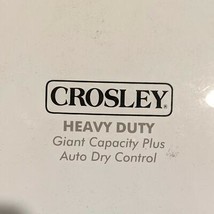 CROSLEY®
HEAVY DUTY
Giant Capacity Plus
Auto Dry Control